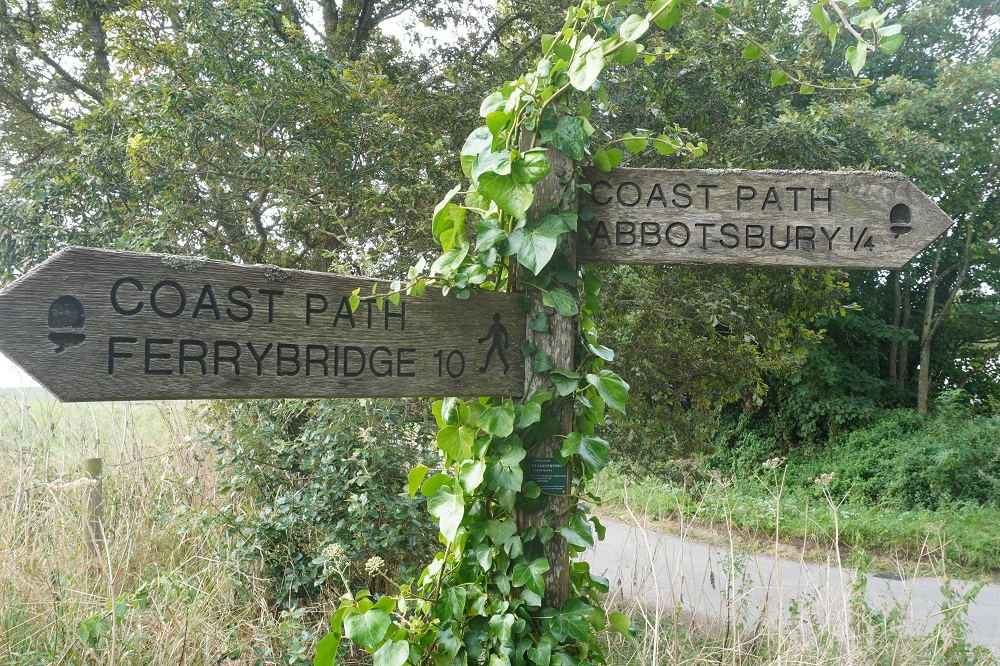 COAST PATH
FERRYBRIDGE 10
COAST PATH
ABBOTSBURY 1/4